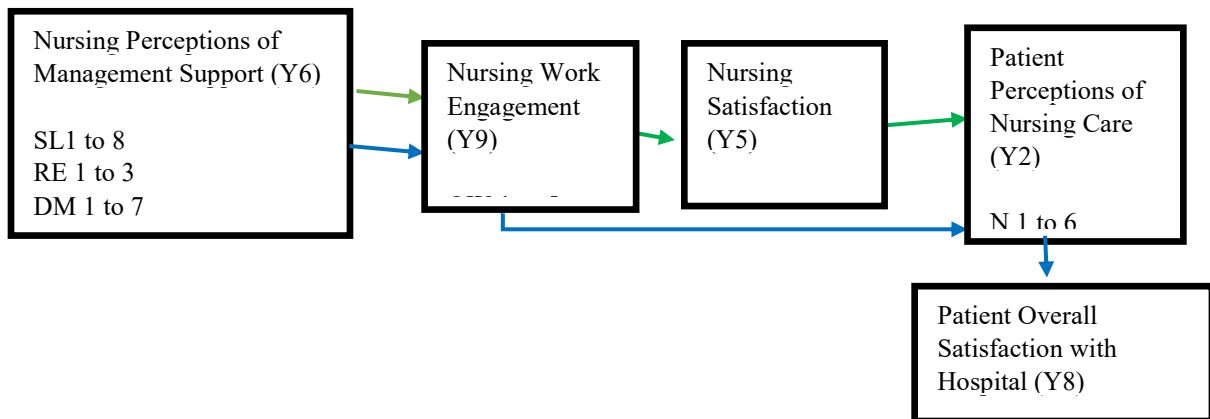 Nursing Perceptions of
Management Support (Y6)
SL1 to 8
RE 1 to 3
DM 1 to 7
Nursing Work
Engagement
(Y9)
Nursing
Satisfaction
(Y5)
Patient
Perceptions of
Nursing Care
(Y2)
N 1 to 6
Patient Overall
Satisfaction with
Hospital (Y8)